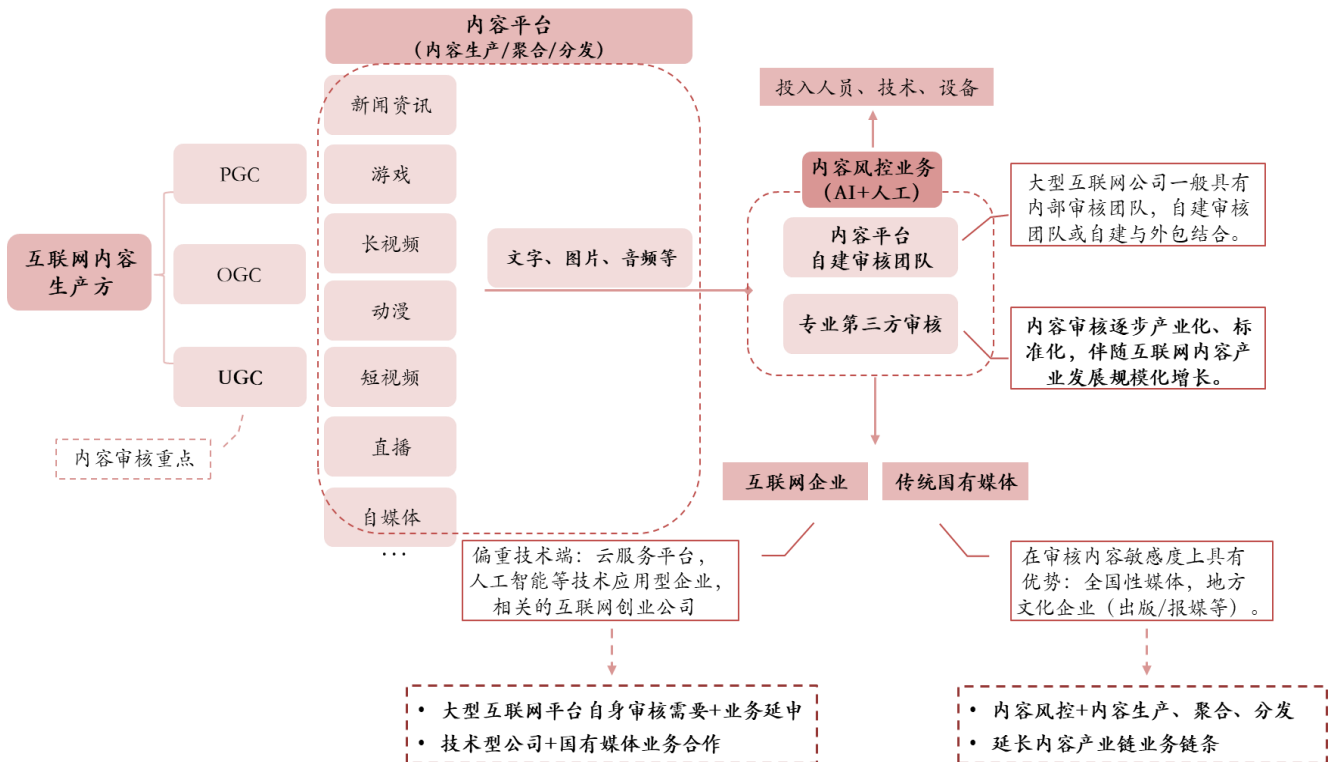 内容平台
（内容生产/聚合/分发）
互联网内容
生产方
PGC
OGC
UGC
内容审核重点
新闻资讯
游戏
长视频
动漫
短视频
直播
自媒体
...
文字、图片、音频等
投入人员、技术、设备
内容风控业务
（AI+人工）
内容平台
自建审核团队
专业第三方审核
大型互联网公司一般具有
内部审核团队，自建审核
团队或自建与外包结合。
内容审核逐步产业化、标
准化，伴随互联网内容产
业发展规模化增长。
互联网企业
传统国有媒体
偏重技术端：云服务平台，
人工智能等技术应用型企业，
相关的互联网创业公司
在审核内容敏感度上具有
优势：全国性媒体，地方
文化企业（出版/报媒等）。
• 大型互联网平台自身审核需要+业务延申
• 技术型公司+国有媒体业务合作
• 内容风控+内容生产、聚合、分发
• 延长内容产业链业务链条